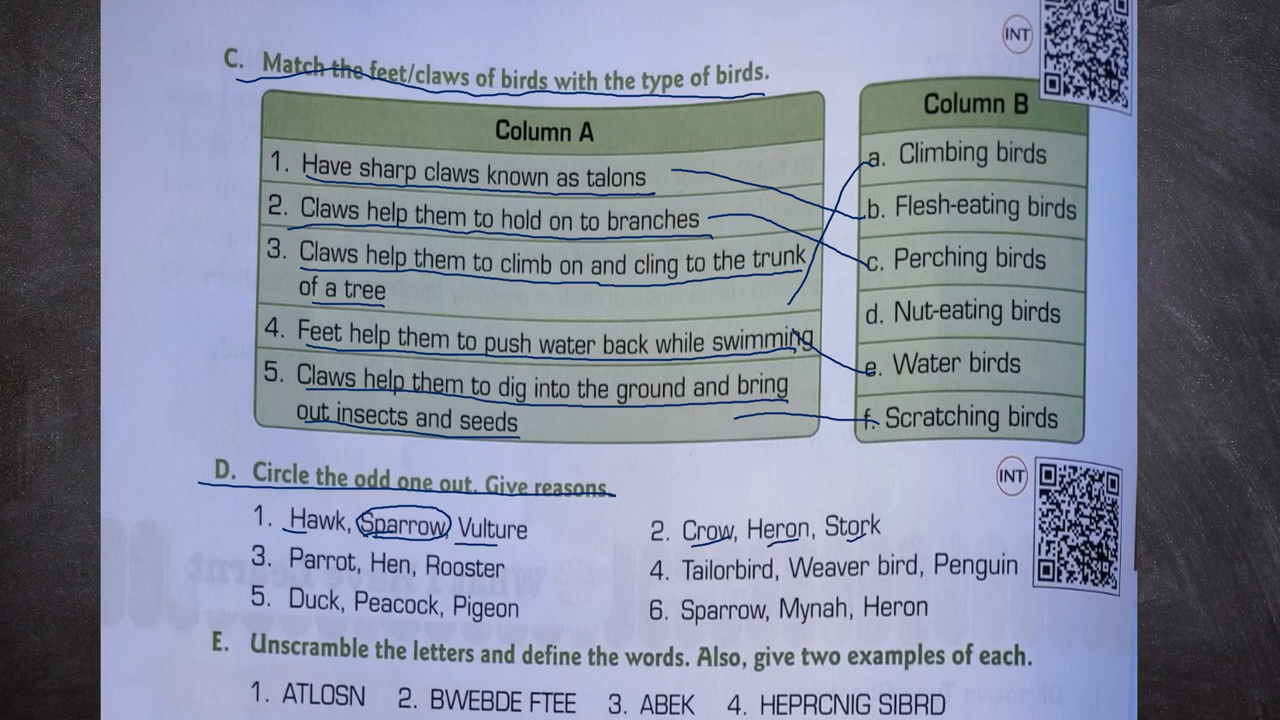 INT
C. Match the feet/claws of birds with the type of birds.
Column A
1. Have sharp claws known as talons
2. Claws help them to hold on to branches
3. Claws help them to climb on and cling to the trunk
of a tree
4. Feet help them to push water back while swimming
5. Claws help them to dig into the ground and bring
out insects and seeds
Column B
a. Climbing birds
b. Flesh-eating birds
c. Perching birds
d. Nut-eating birds
e. Water birds
f. Scratching birds
D. Circle the odd one out. Give reasons.
INT
1. Hawk, Sparrow, Vulture
2. Crow, Heron, Stork
3. Parrot, Hen, Rooster
4. Tailorbird, Weaver bird, Penguin
5. Duck, Peacock, Pigeon
6. Sparrow, Mynah, Heron
E. Unscramble the letters and define the words. Also, give two examples of each.
1. ATLOSN 2. BWEBDE FTEE 3. ABEK 4. HEPRCNIG SIBRD